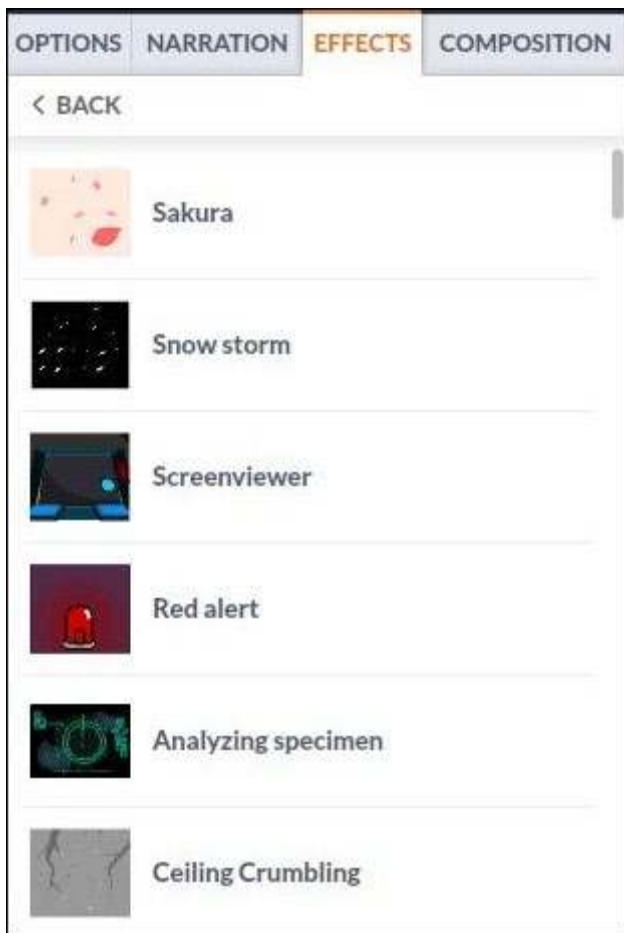 OPTIONS NARRATION EFFECTS COMPOSITION
< BACK
Sakura
Snow storm
Screenviewer
Red alert
Analyzing specimen
Ceiling Crumbling